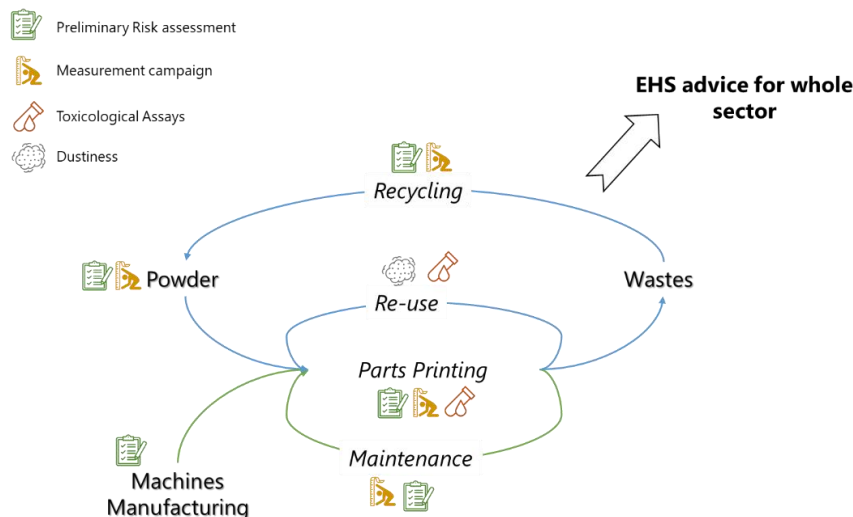 Preliminary Risk assessment
Measurement campaign
Toxicological Assays
Dustiness
EHS advice for whole
sector
Recycling
Powder
Wastes
Re-use
Parts Printing
Maintenance
Machines
Manufacturing